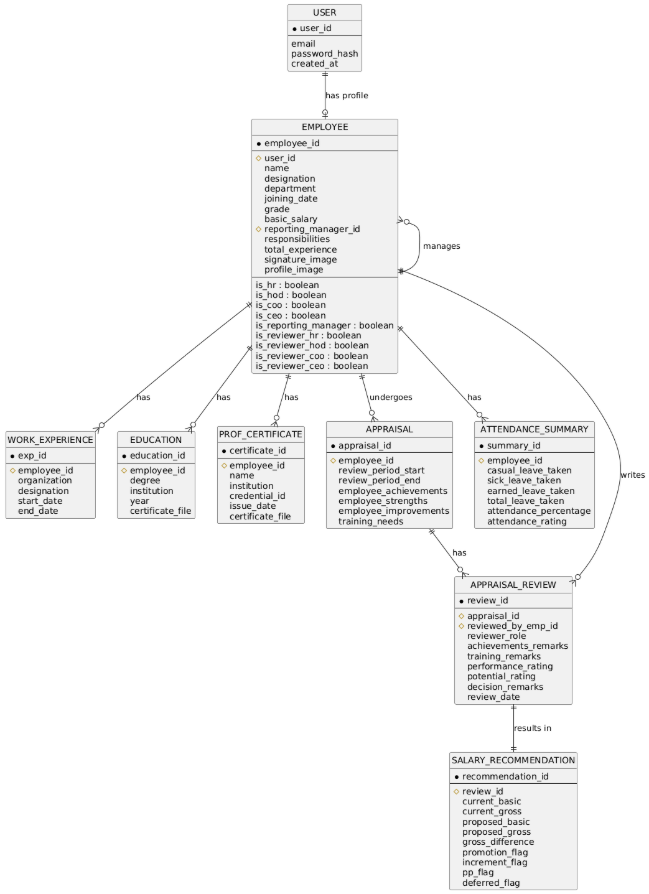 USER
user_id
email
password_hash
created_at
has profile
EMPLOYEE
employee_id
user_id
name
designation
department
joining_date
grade
basic_salary
reporting_manager_id
responsibilities
total_experience
signature_image
profile_image
manages
is_hr : boolean
is_hod : boolean
is_coo : boolean
is_ceo : boolean
is_reporting_manager : boolean
is_reviewer_hr : boolean
is_reviewer_hod : boolean
is_reviewer_coo : boolean
is_reviewer_ceo : boolean
has
has
has
undergoes
has
writes
WORK_EXPERIENCE
exp_id
employee_id
organization
designation
start_date
end_date
EDUCATION
education_id
employee_id
degree
institution
year
certificate_file
PROF_CERTIFICATE
certificate_id
employee_id
name
institution
credential_id
issue_date
certificate_file
APPRAISAL
appraisal_id
employee_id
review_period_start
review_period_end
employee_achievements
employee_strengths
employee_improvements
training_needs
ATTENDANCE_SUMMARY
summary_id
employee_id
casual_leave_taken
sick_leave_taken
earned_leave_taken
total_leave_taken
attendance_percentage
attendance_rating
has
APPRAISAL_REVIEW
review_id
appraisal_id
reviewed_by_emp_id
reviewer_role
achievements_remarks
training_remarks
performance_rating
potential_rating
decision_remarks
review_date
results in
SALARY_RECOMMENDATION
recommendation_id
review_id
current_basic
current_gross
proposed_basic
proposed_gross
gross_difference
promotion_flag
increment_flag
pp_flag
deferred_flag